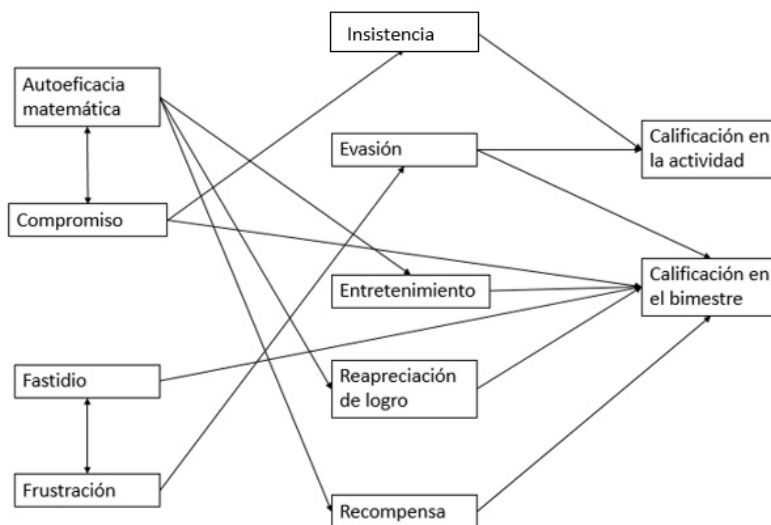 Insistencia
Autoeficacia
matemática
Evasión
Calificación en
la actividad
Compromiso
Entretenimiento
Calificación en
el bimestre
Fastidio
Reapreciación
de logro
Frustración
Recompensa